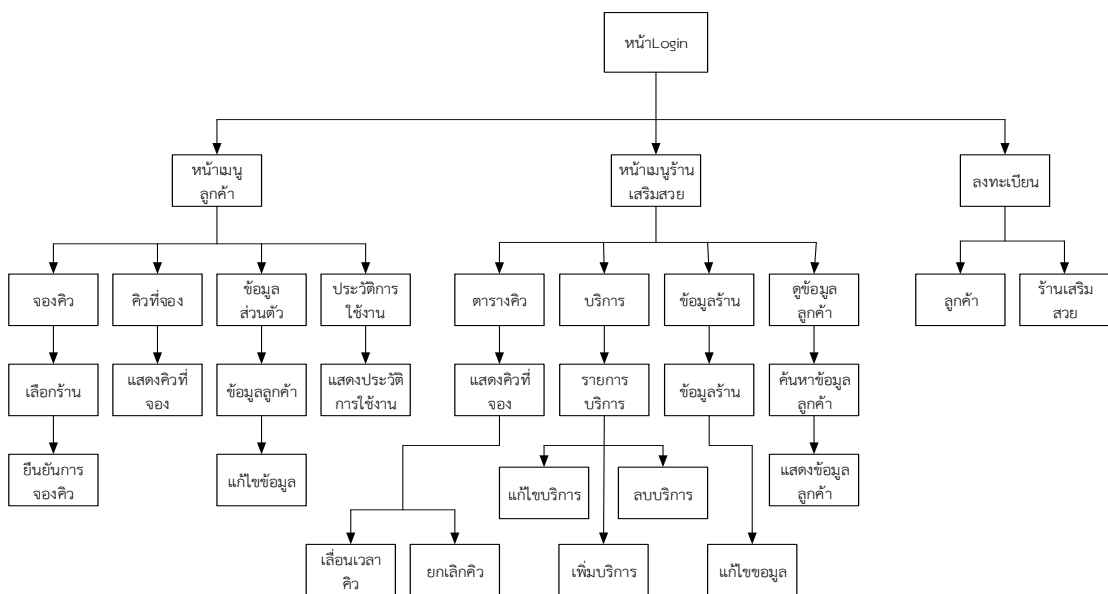 หน้าLogin
หน้าเมนู
ลูกค้า
หน้าเมนูร้าน
เสริมสวย
ลงทะเบียน
จองคิว
คิวที่จอง
ข้อมูล
ส่วนตัว
ประวัติการ
ใช้งาน
ตารางคิว
บริการ
ข้อมูลร้าน
ดูข้อมูล
ลูกค้า
ลูกค้า
ร้านเสริม
สวย
เลือกร้าน
แสดงคิวที่
จอง
ข้อมูลลูกค้า
แสดงประวัติ
การใช้งาน
แสดงคิวที่
จอง
รายการ
บริการ
ข้อมูลร้าน
ค้นหาข้อมูล
ลูกค้า
ยืนยันการ
จองคิว
แก้ไขข้อมูล
แก้ไขบริการ
ลบบริการ
แสดงข้อมูล
ลูกค้า
เลื่อนเวลา
คิว
ยกเลิกคิว
เพิ่มบริการ
แก้ไขขอมูล